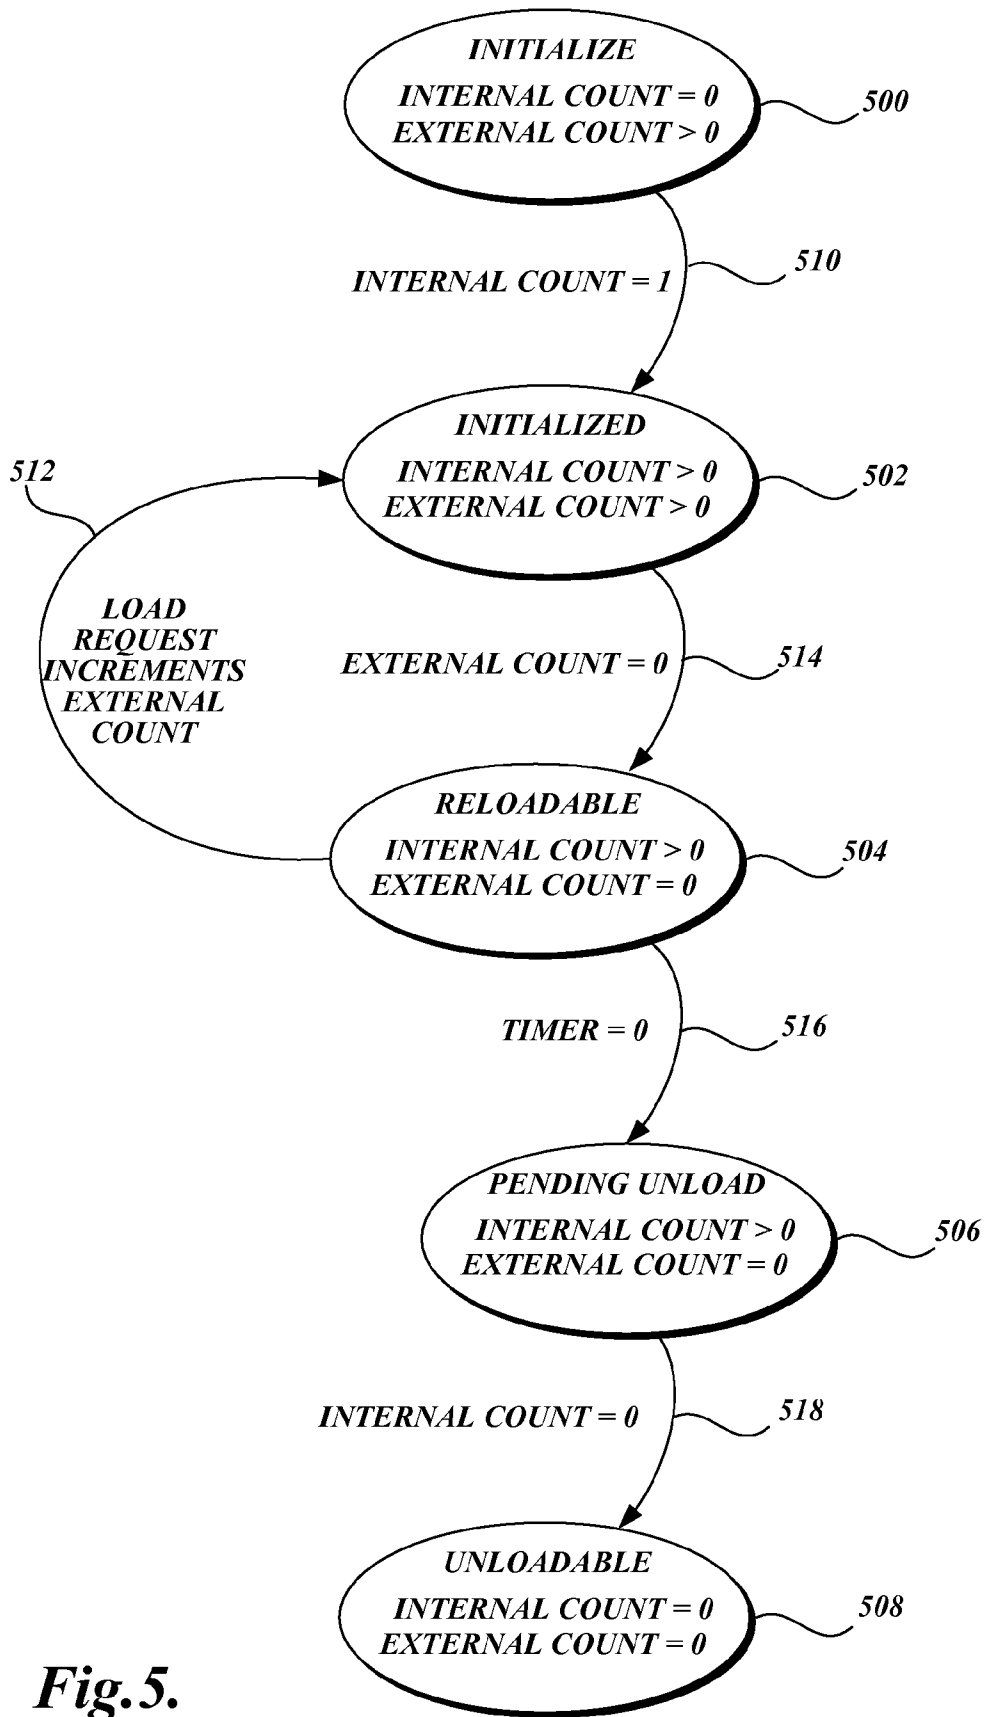 INITIALIZE
INTERNAL COUNT = 0
EXTERNAL COUNT > 0
500
INTERNAL COUNT = 1
510
INITIALIZED
INTERNAL COUNT > 0
EXTERNAL COUNT > 0
502
512
LOAD
REQUEST
INCREMENTS
EXTERNAL
COUNT
EXTERNAL COUNT = 0
514
RELOADABLE
INTERNAL COUNT > 0
EXTERNAL COUNT = 0
504
TIMER = 0
516
PENDING UNLOAD
INTERNAL COUNT > 0
EXTERNAL COUNT = 0
506
INTERNAL COUNT = 0
518
UNLOADABLE
INTERNAL COUNT = 0
EXTERNAL COUNT = 0
508
Fig.5.